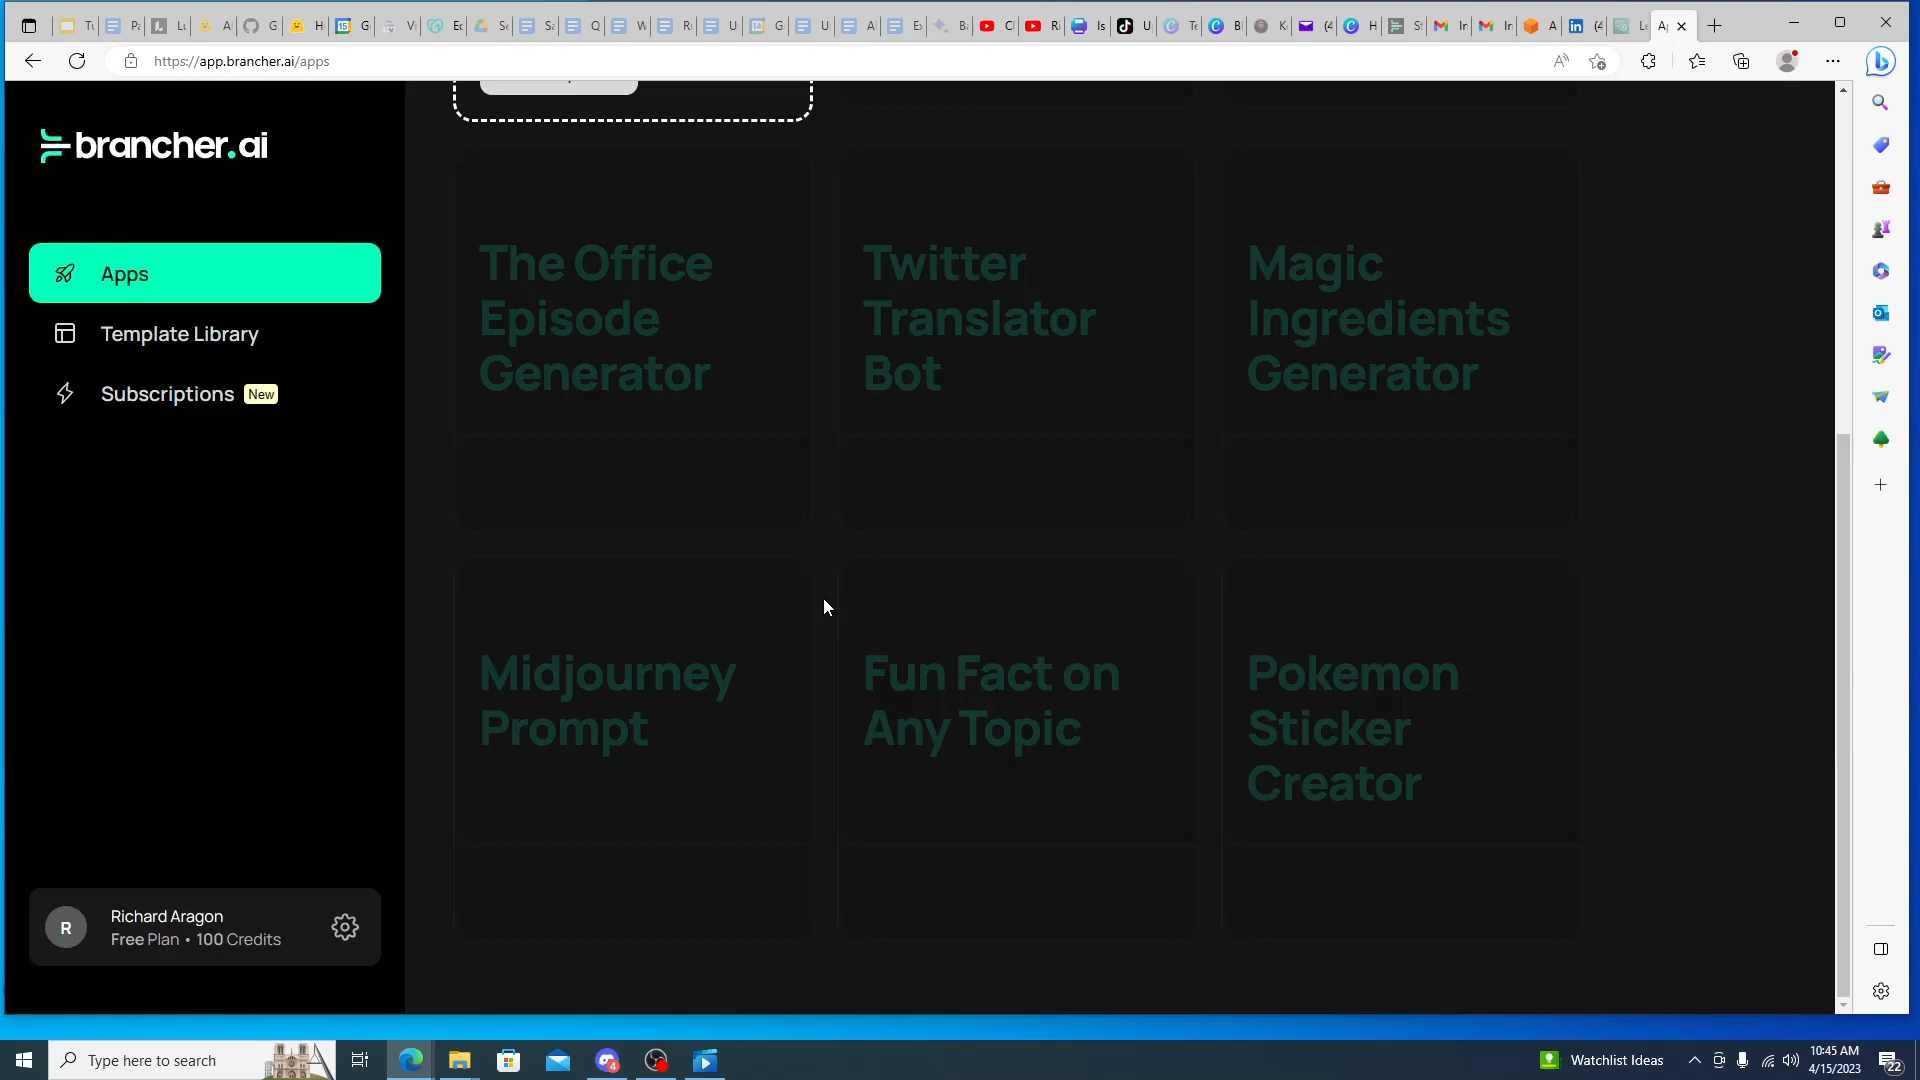 https://app.brancher.ai/apps
brancher.ai
Apps
Template Library
Subscriptions New
The Office
Episode
Generator
Twitter
Translator
Bot
Magic
Ingredients
Generator
Midjourney
Prompt
Fun Fact on
Any Topic
Pokemon
Sticker
Creator
R
Richard Aragon
Free Plan • 100 Credits
Type here to search
4
Watchlist Ideas
10:45 AM
4/15/2023
22